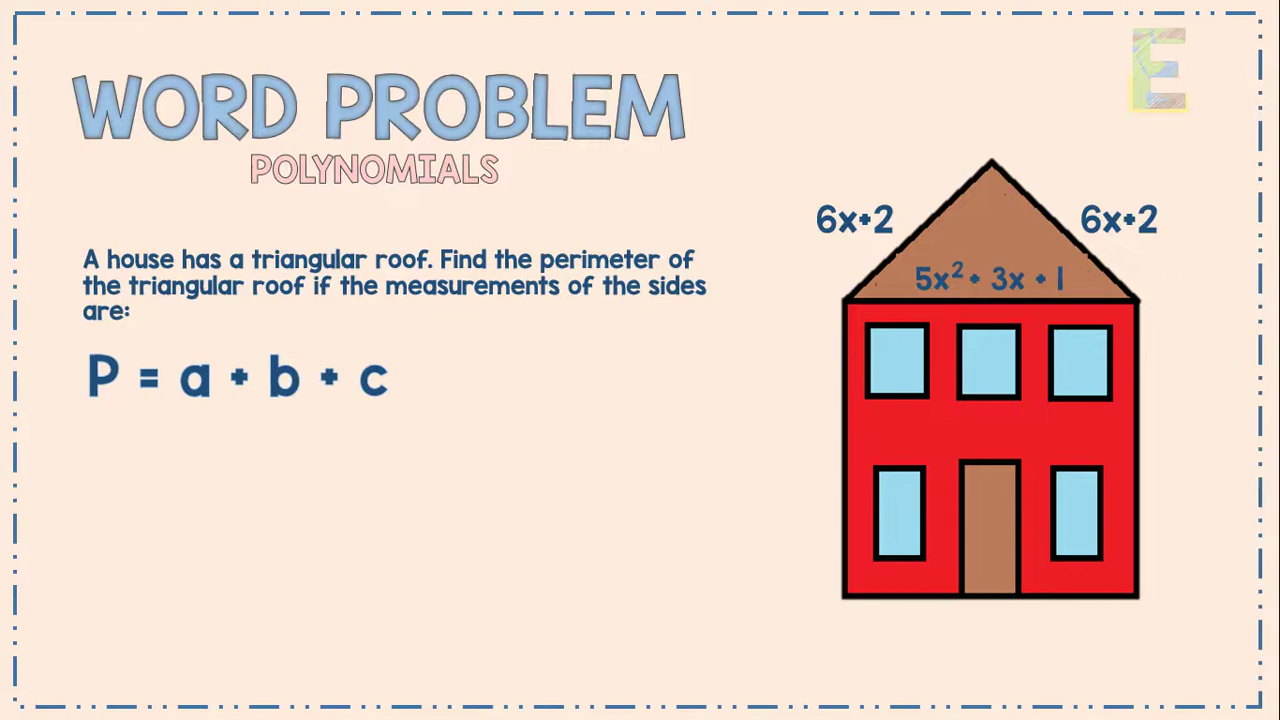 E
WORD PROBLEM
POLYNOMIALS
6x+2
6x+2
A house has a triangular roof. Find the perimeter of
the triangular roof if the measurements of the sides
are:
5x² + 3x + 1
P = a + b + c